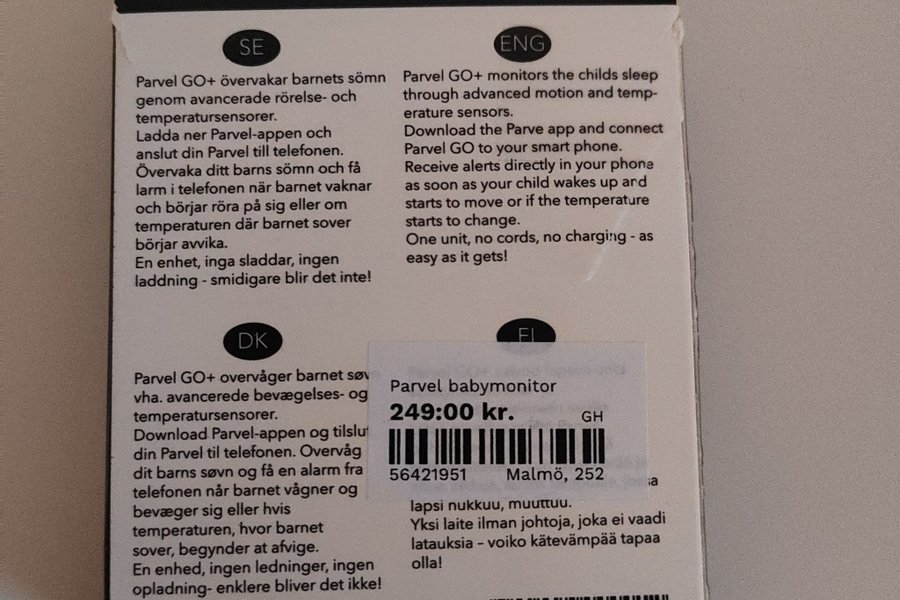 SE
Parvel GO+ övervakar barnets sömn
genom avancerade rörelse- och
temperatursensorer.
Ladda ner Parvel-appen och
anslut din Parvel till telefonen.
Övervaka ditt barns sömn och få
larm i telefonen när barnet vaknar
och börjar röra på sig eller om
temperaturen där barnet sover
börjar avvika.
En enhet, inga sladdar, ingen
laddning - smidigare blir det inte!
ENG
Parvel GO+ monitors the childs sleep
through advanced motion and temp-
erature sensors.
Download the Parve app and connect
Parvel GO to your smart phone.
Receive alerts directly in your phone
as soon as your child wakes up and
starts to move or if the temperature
starts to change.
One unit, no cords, no charging - as
easy as it gets!
DK
Parvel GO+ overvåger barnet søvn
vha. avancerede bevægelses- og
temperatursensorer.
Download Parvel-appen og tilslut
din Parvel til telefonen. Overvåg
dit barns søvn og få en alarm fra
telefonen når barnet vågner og
bevæger sig eller hvis
temperaturen, hvor barnet
sover, begynder at afvige.
En enhed, ingen ledninger, ingen
opladning- enklere bliver det ikke!
FI
Parvel babymonitor
249:00 kr.
GH
56421951 Malmö, 252
lapsi nukkuu, muuttuu.
Yksi laite ilman johtoja, joka ei vaadi
latauksia – voiko kätevämpää tapaa
olla!